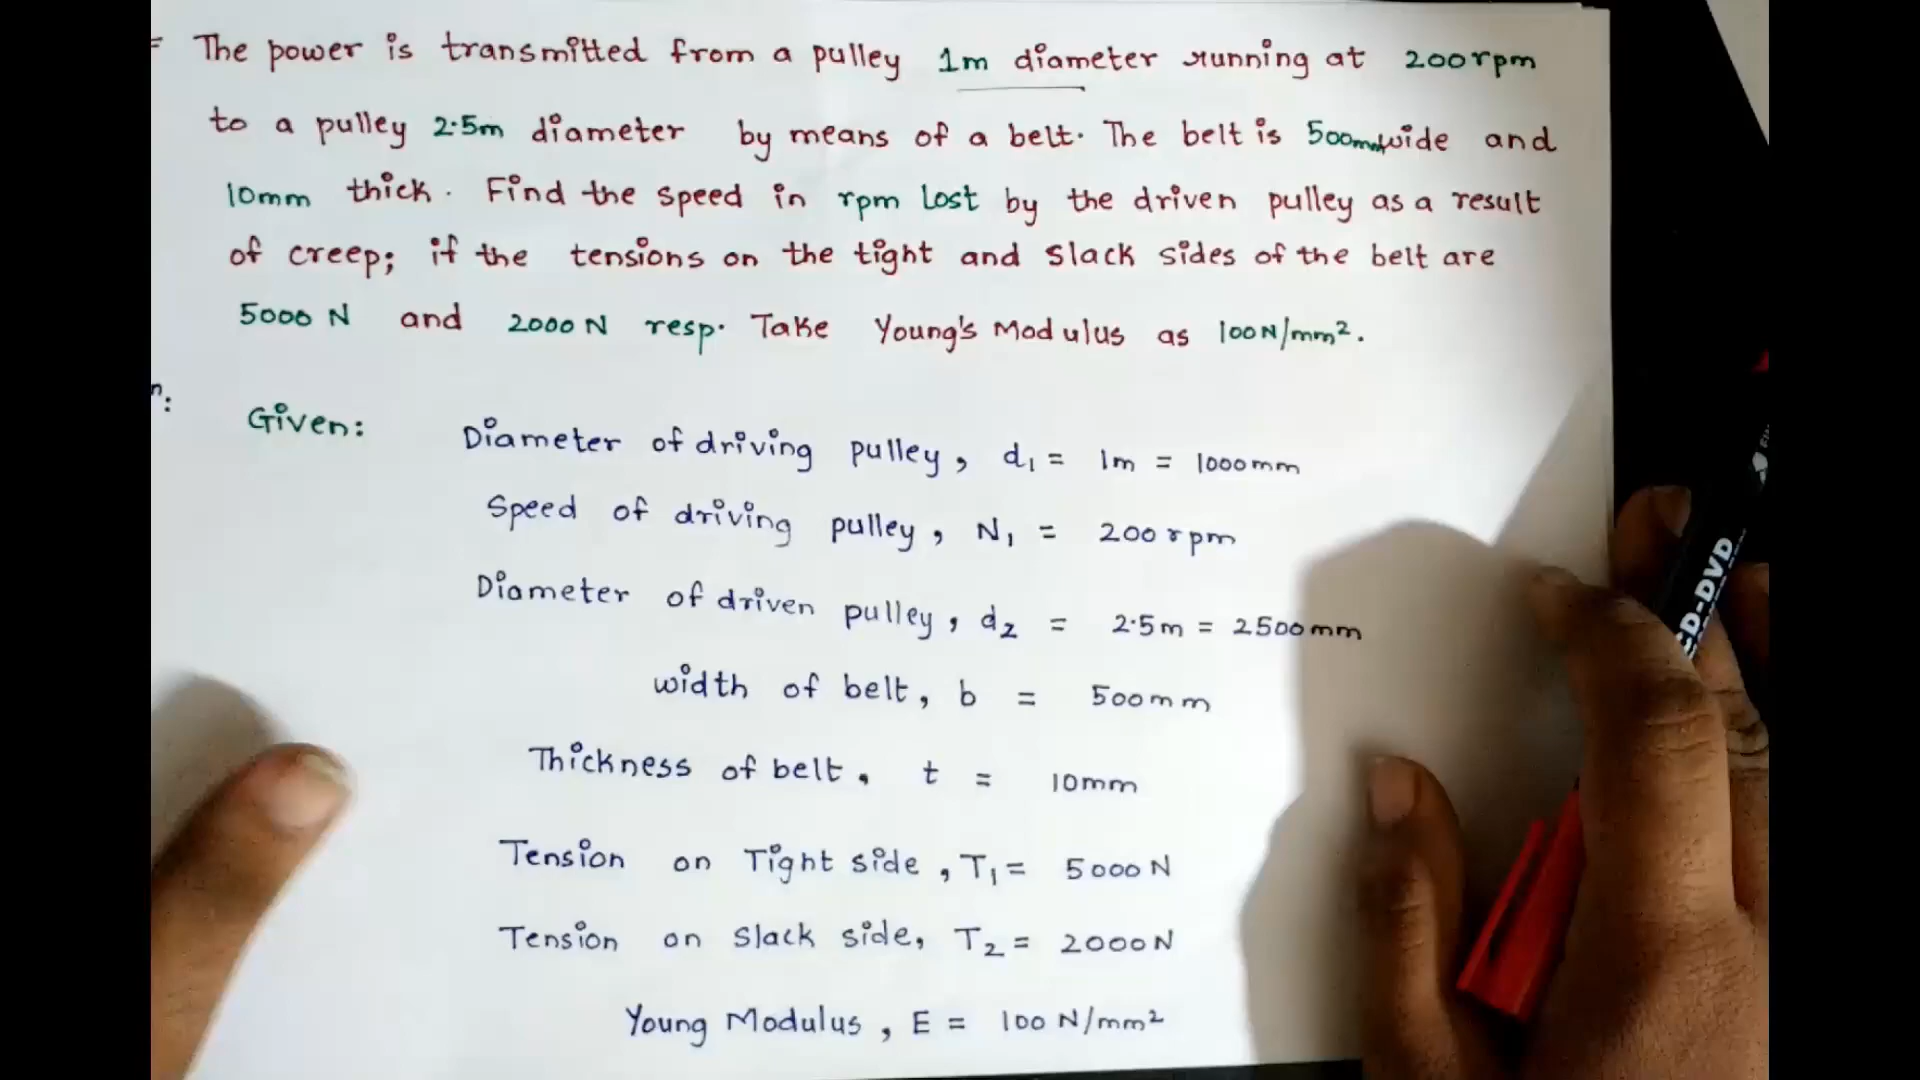 The power is transmitted from a pulley 1m diameter running at 200rpm
to a pulley 2.5m diameter by means of a belt. The belt is 500mm wide and
10mm thick. Find the speed in rpm lost by the driven pulley as a result
of creep; if the tensions on the tight and slack sides of the belt are
5000 N and 2000 N resp. Take Young's Modulus as 100N/mm².
n:
Given:
Diameter of driving pulley, d₁ = 1m = 1000mm
Speed of driving pulley, N₁ = 200 rpm
Diameter of driven pulley, d₂ = 2.5m = 2500mm
width of belt, b = 500mm
Thickness of belt, t = 10mm
Tension on Tight side, T₁ = 5000 N
Tension on slack side, T₂ = 2000 N
Young Modulus, E = 100 N/mm²
CD-DVD